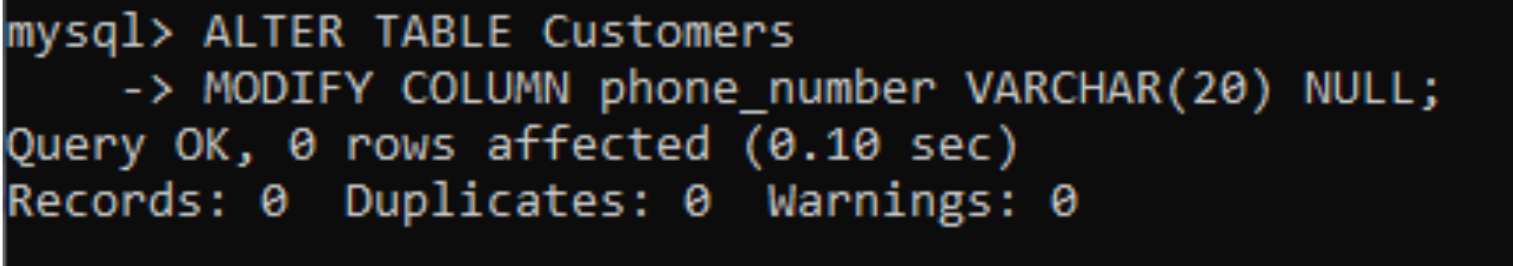 mysql> ALTER TABLE Customers
    -> MODIFY COLUMN phone_number VARCHAR(20) NULL;
Query OK, 0 rows affected (0.10 sec)
Records: 0  Duplicates: 0  Warnings: 0